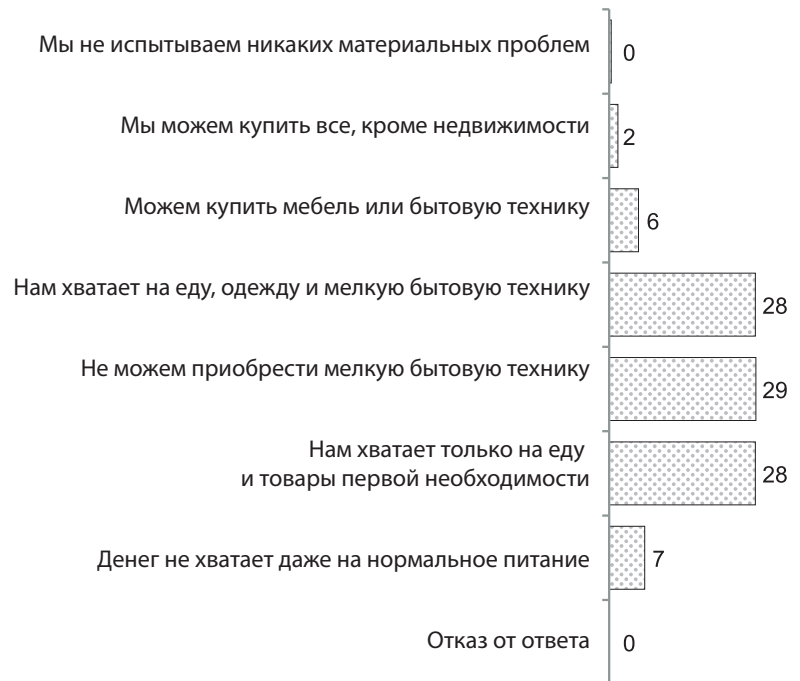 Мы не испытываем никаких материальных проблем 0
Мы можем купить все, кроме недвижимости 2
Можем купить мебель или бытовую технику 6
Нам хватает на еду, одежду и мелкую бытовую технику 28
Не можем приобрести мелкую бытовую технику 29
Нам хватает только на еду
и товары первой необходимости 28
Денег не хватает даже на нормальное питание 7
Отказ от ответа 0